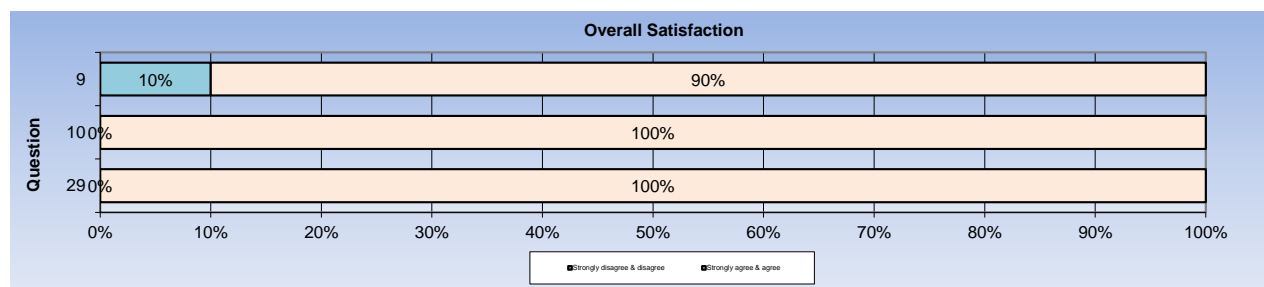 Overall Satisfaction
Question
9 10% 90%
10 0% 100%
29 0% 100%
0% 10% 20% 30% 40% 50% 60% 70% 80% 90% 100%
Strongly disagree & disagree Strongly agree & agree